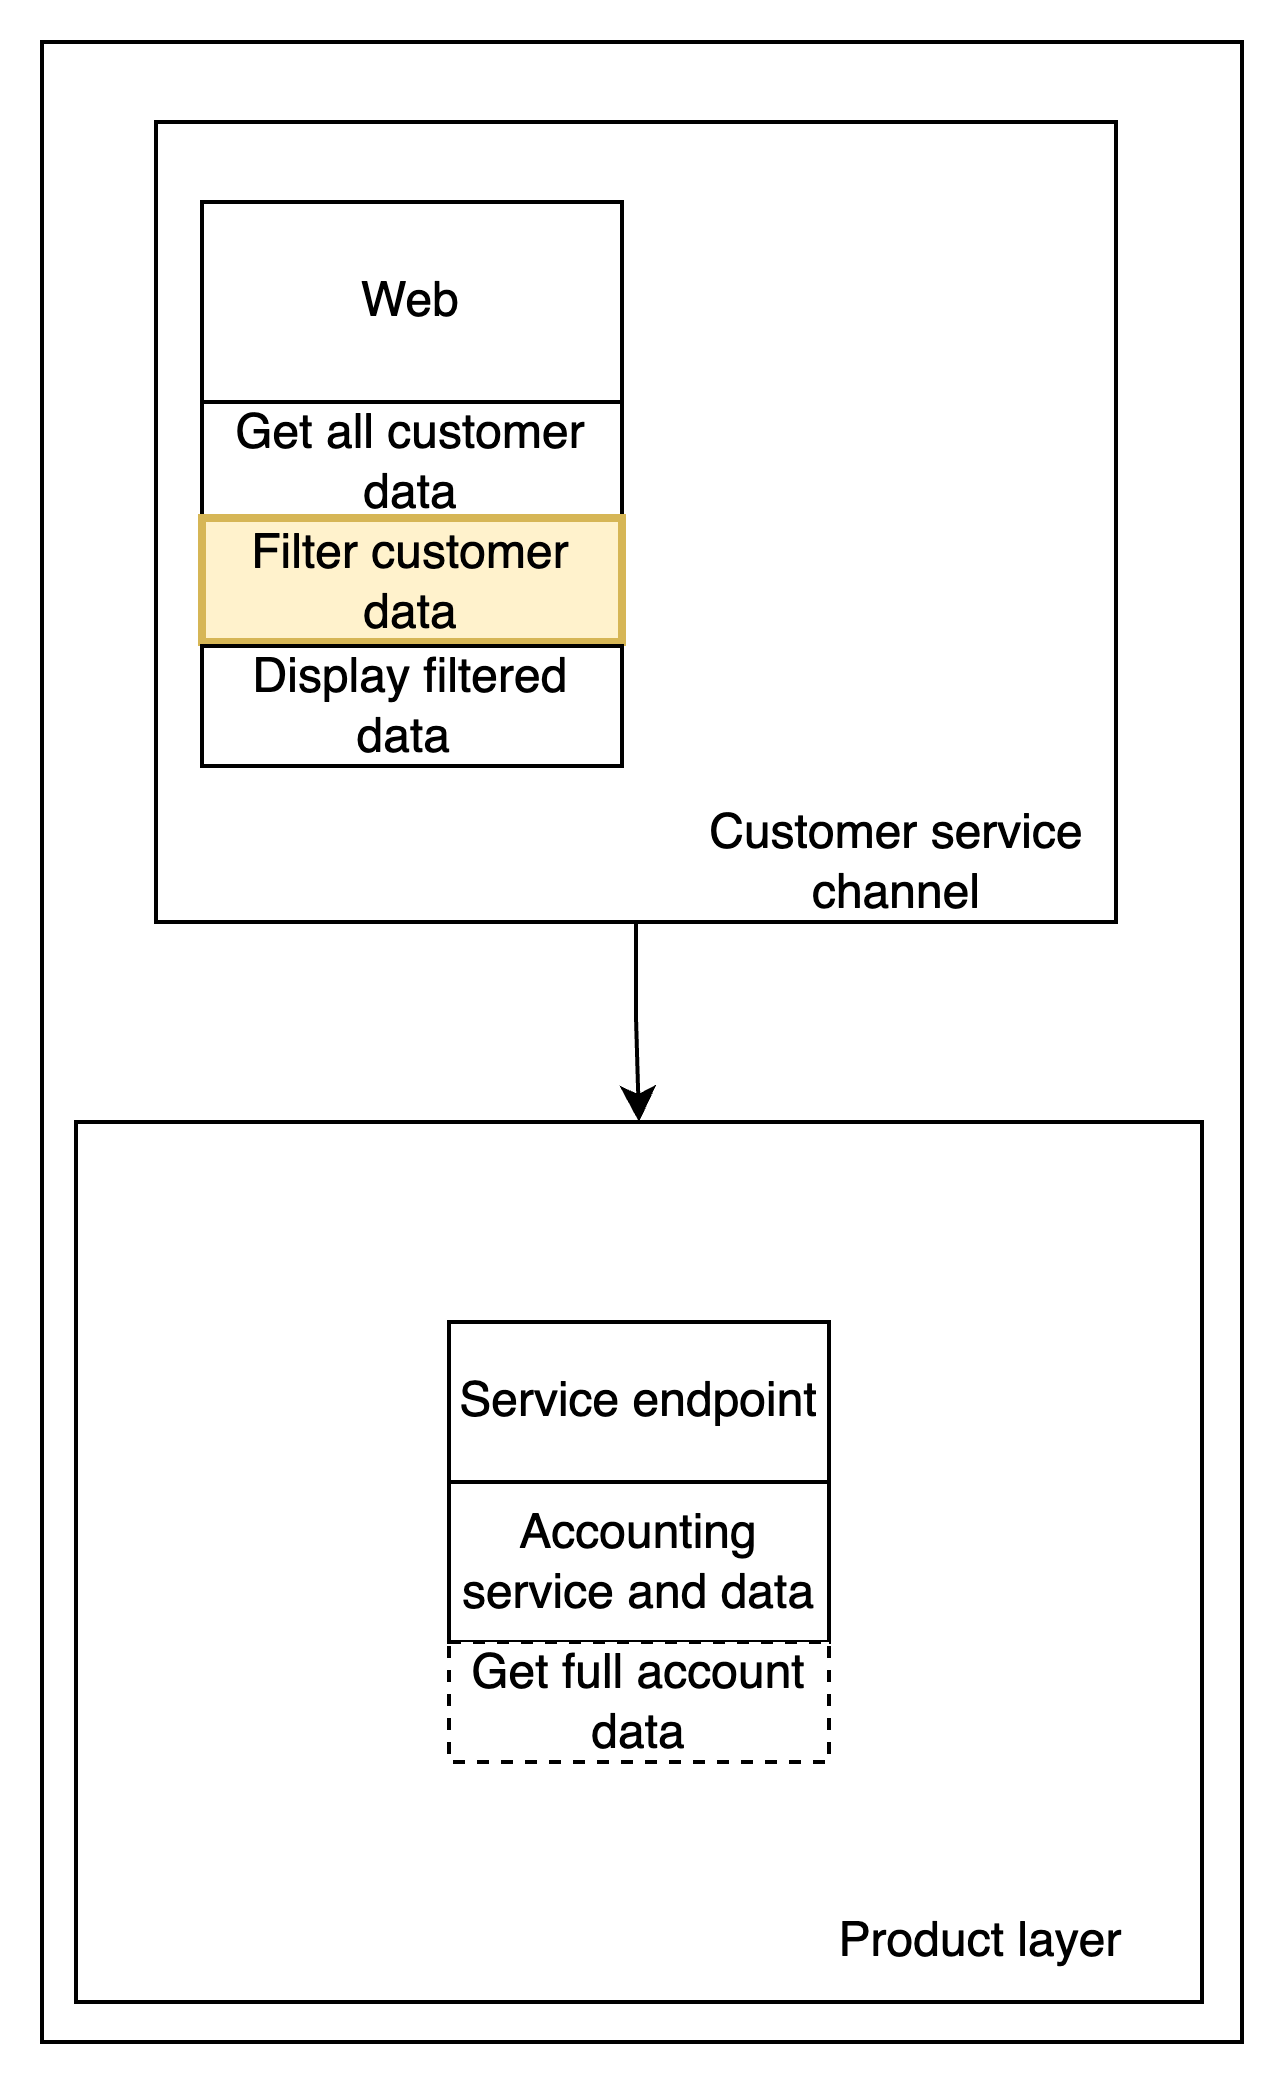 Web
Get all customer
data
Filter customer
data
Display filtered
data
Customer service
channel
Service endpoint
Accounting
service and data
Get full account
data
Product layer